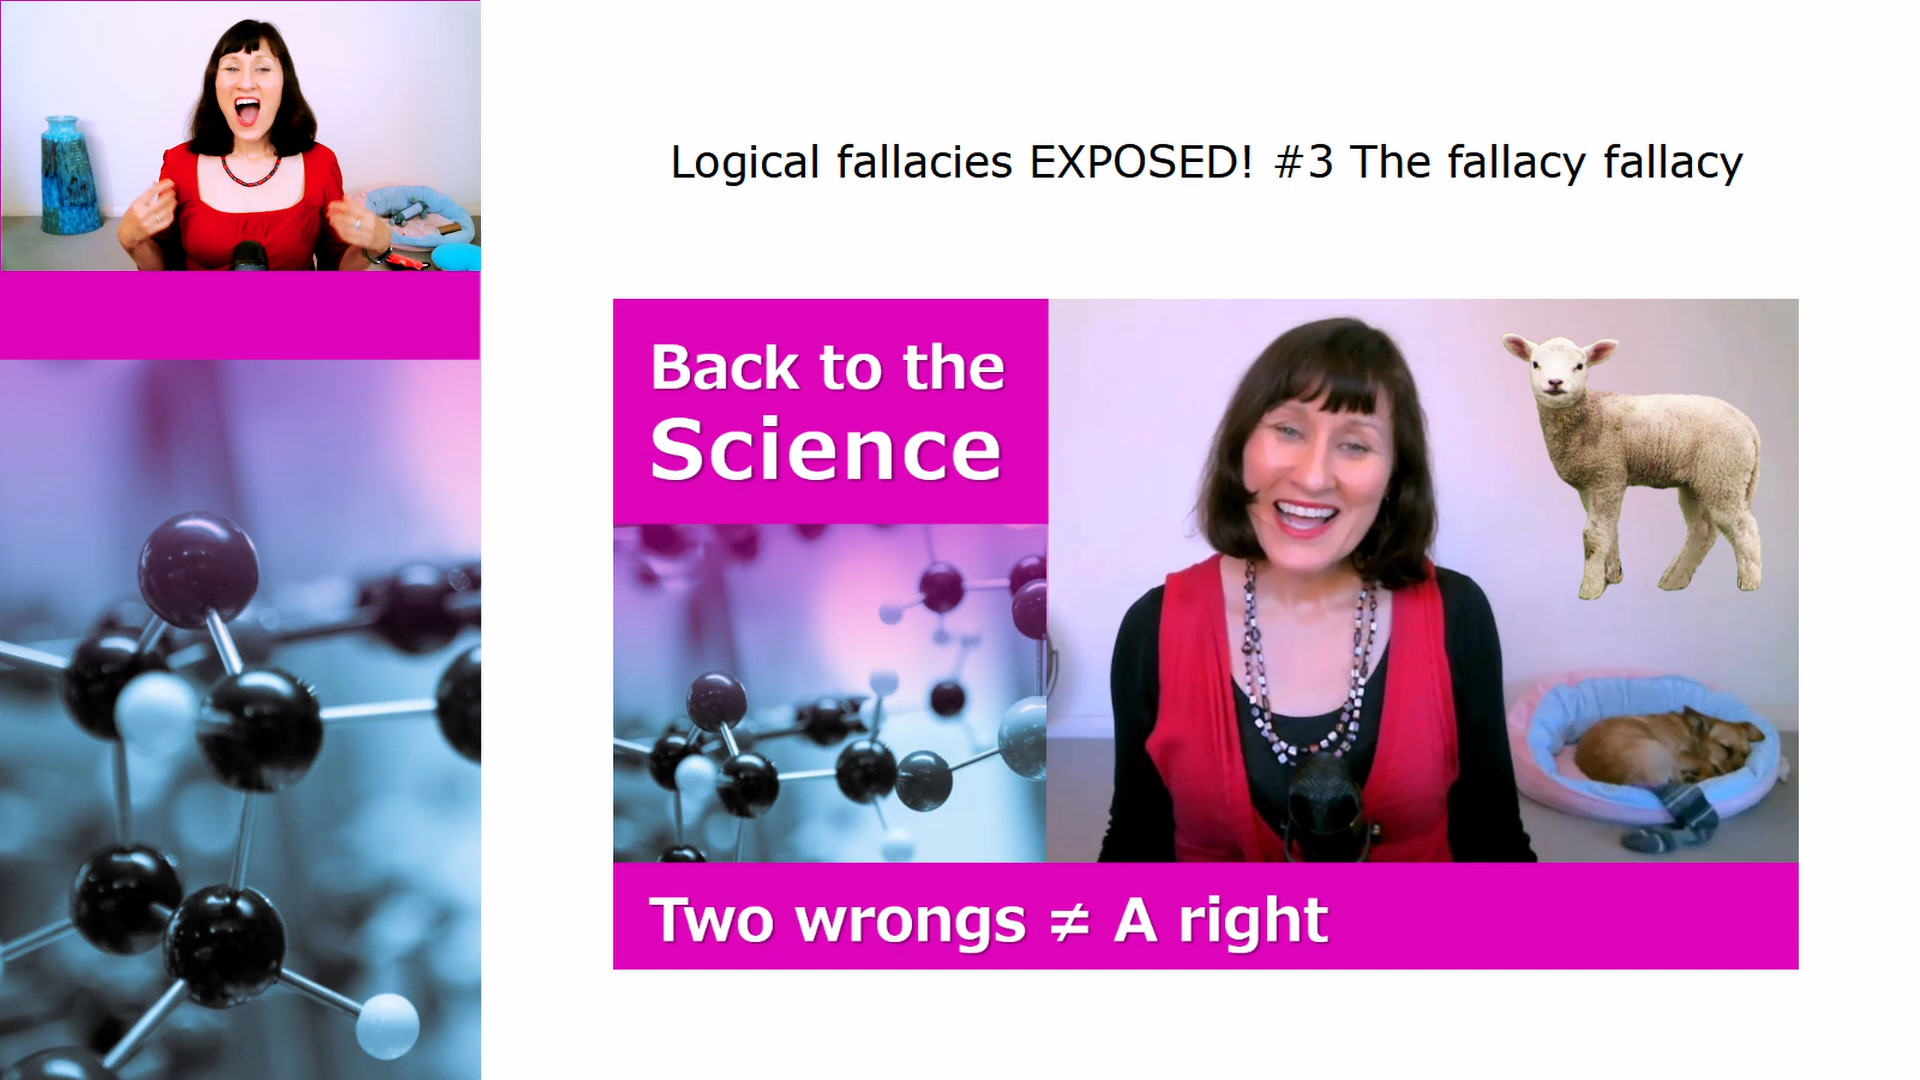 Logical fallacies EXPOSED! #3 The fallacy fallacy
Back to the
Science
Two wrongs ≠ A right